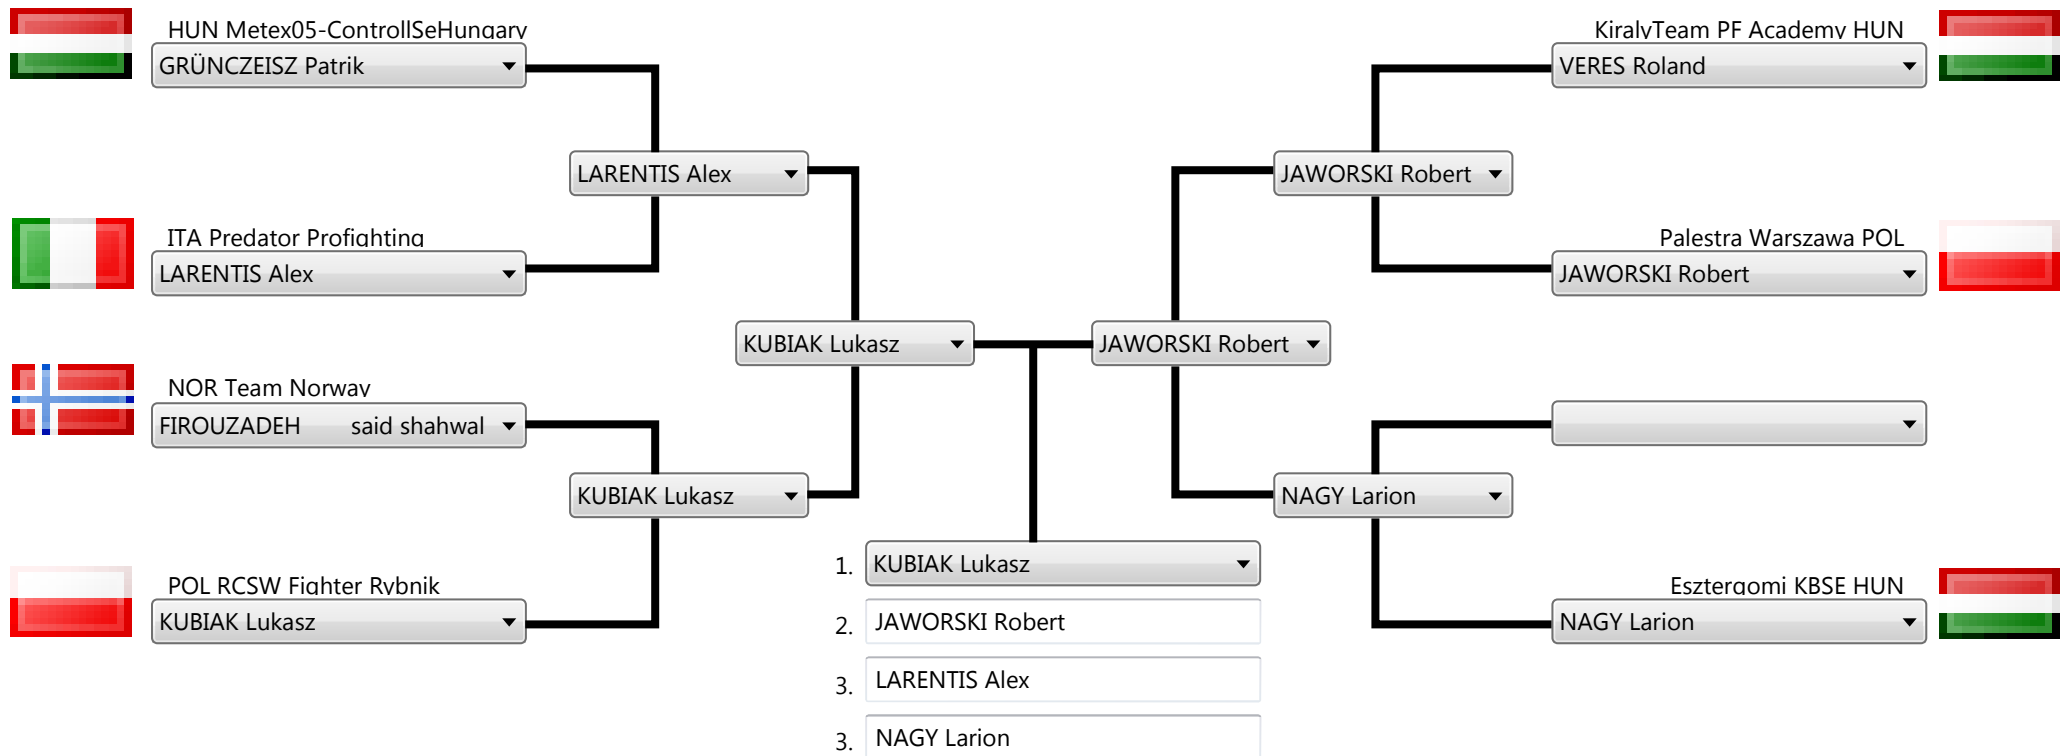 HUN Metex05-ControllSeHungary
GRÜNCZEISZ Patrik
KiralyTeam PF Academy HUN
VERES Roland
LARENTIS Alex
JAWORSKI Robert
ITA Predator Profighting
LARENTIS Alex
Palestra Warszawa POL
JAWORSKI Robert
KUBIAK Lukasz
JAWORSKI Robert
NOR Team Norway
FIROUZADEH said shahwal
KUBIAK Lukasz
NAGY Larion
POL RCSW Fighter Rybnik
KUBIAK Lukasz
Esztergomi KBSE HUN
NAGY Larion
1. KUBIAK Lukasz
2. JAWORSKI Robert
3. LARENTIS Alex
3. NAGY Larion